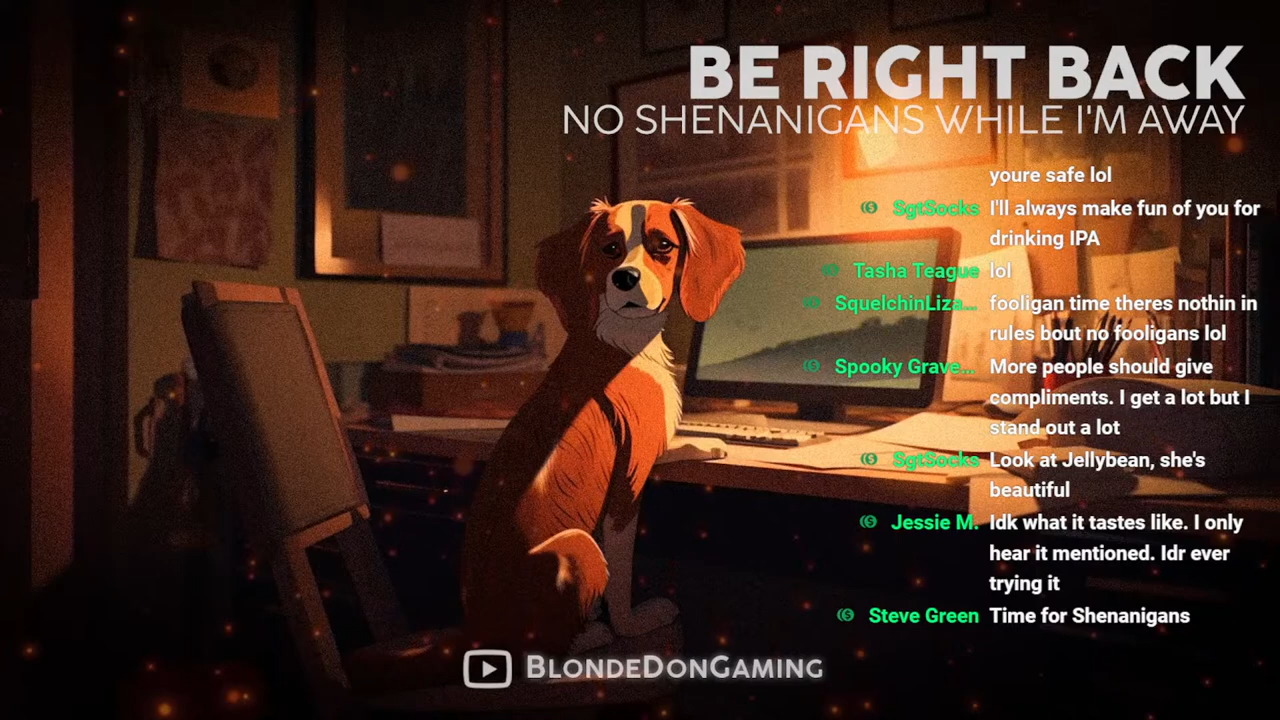 BE RIGHT BACK
NO SHENANIGANS WHILE I'M AWAY
youre safe lol
SgtSocks I'll always make fun of you for
drinking IPA
Tasha Teague lol
SquelchinLiza... fooligan time theres nothin in
rules bout no fooligans lol
Spooky Grave... More people should give
compliments. I get a lot but I
stand out a lot
SgtSocks Look at Jellybean, she's
beautiful
Jessie M. Idk what it tastes like. I only
hear it mentioned. Idr ever
trying it
Steve Green Time for Shenanigans
BLONDEDONGAMING